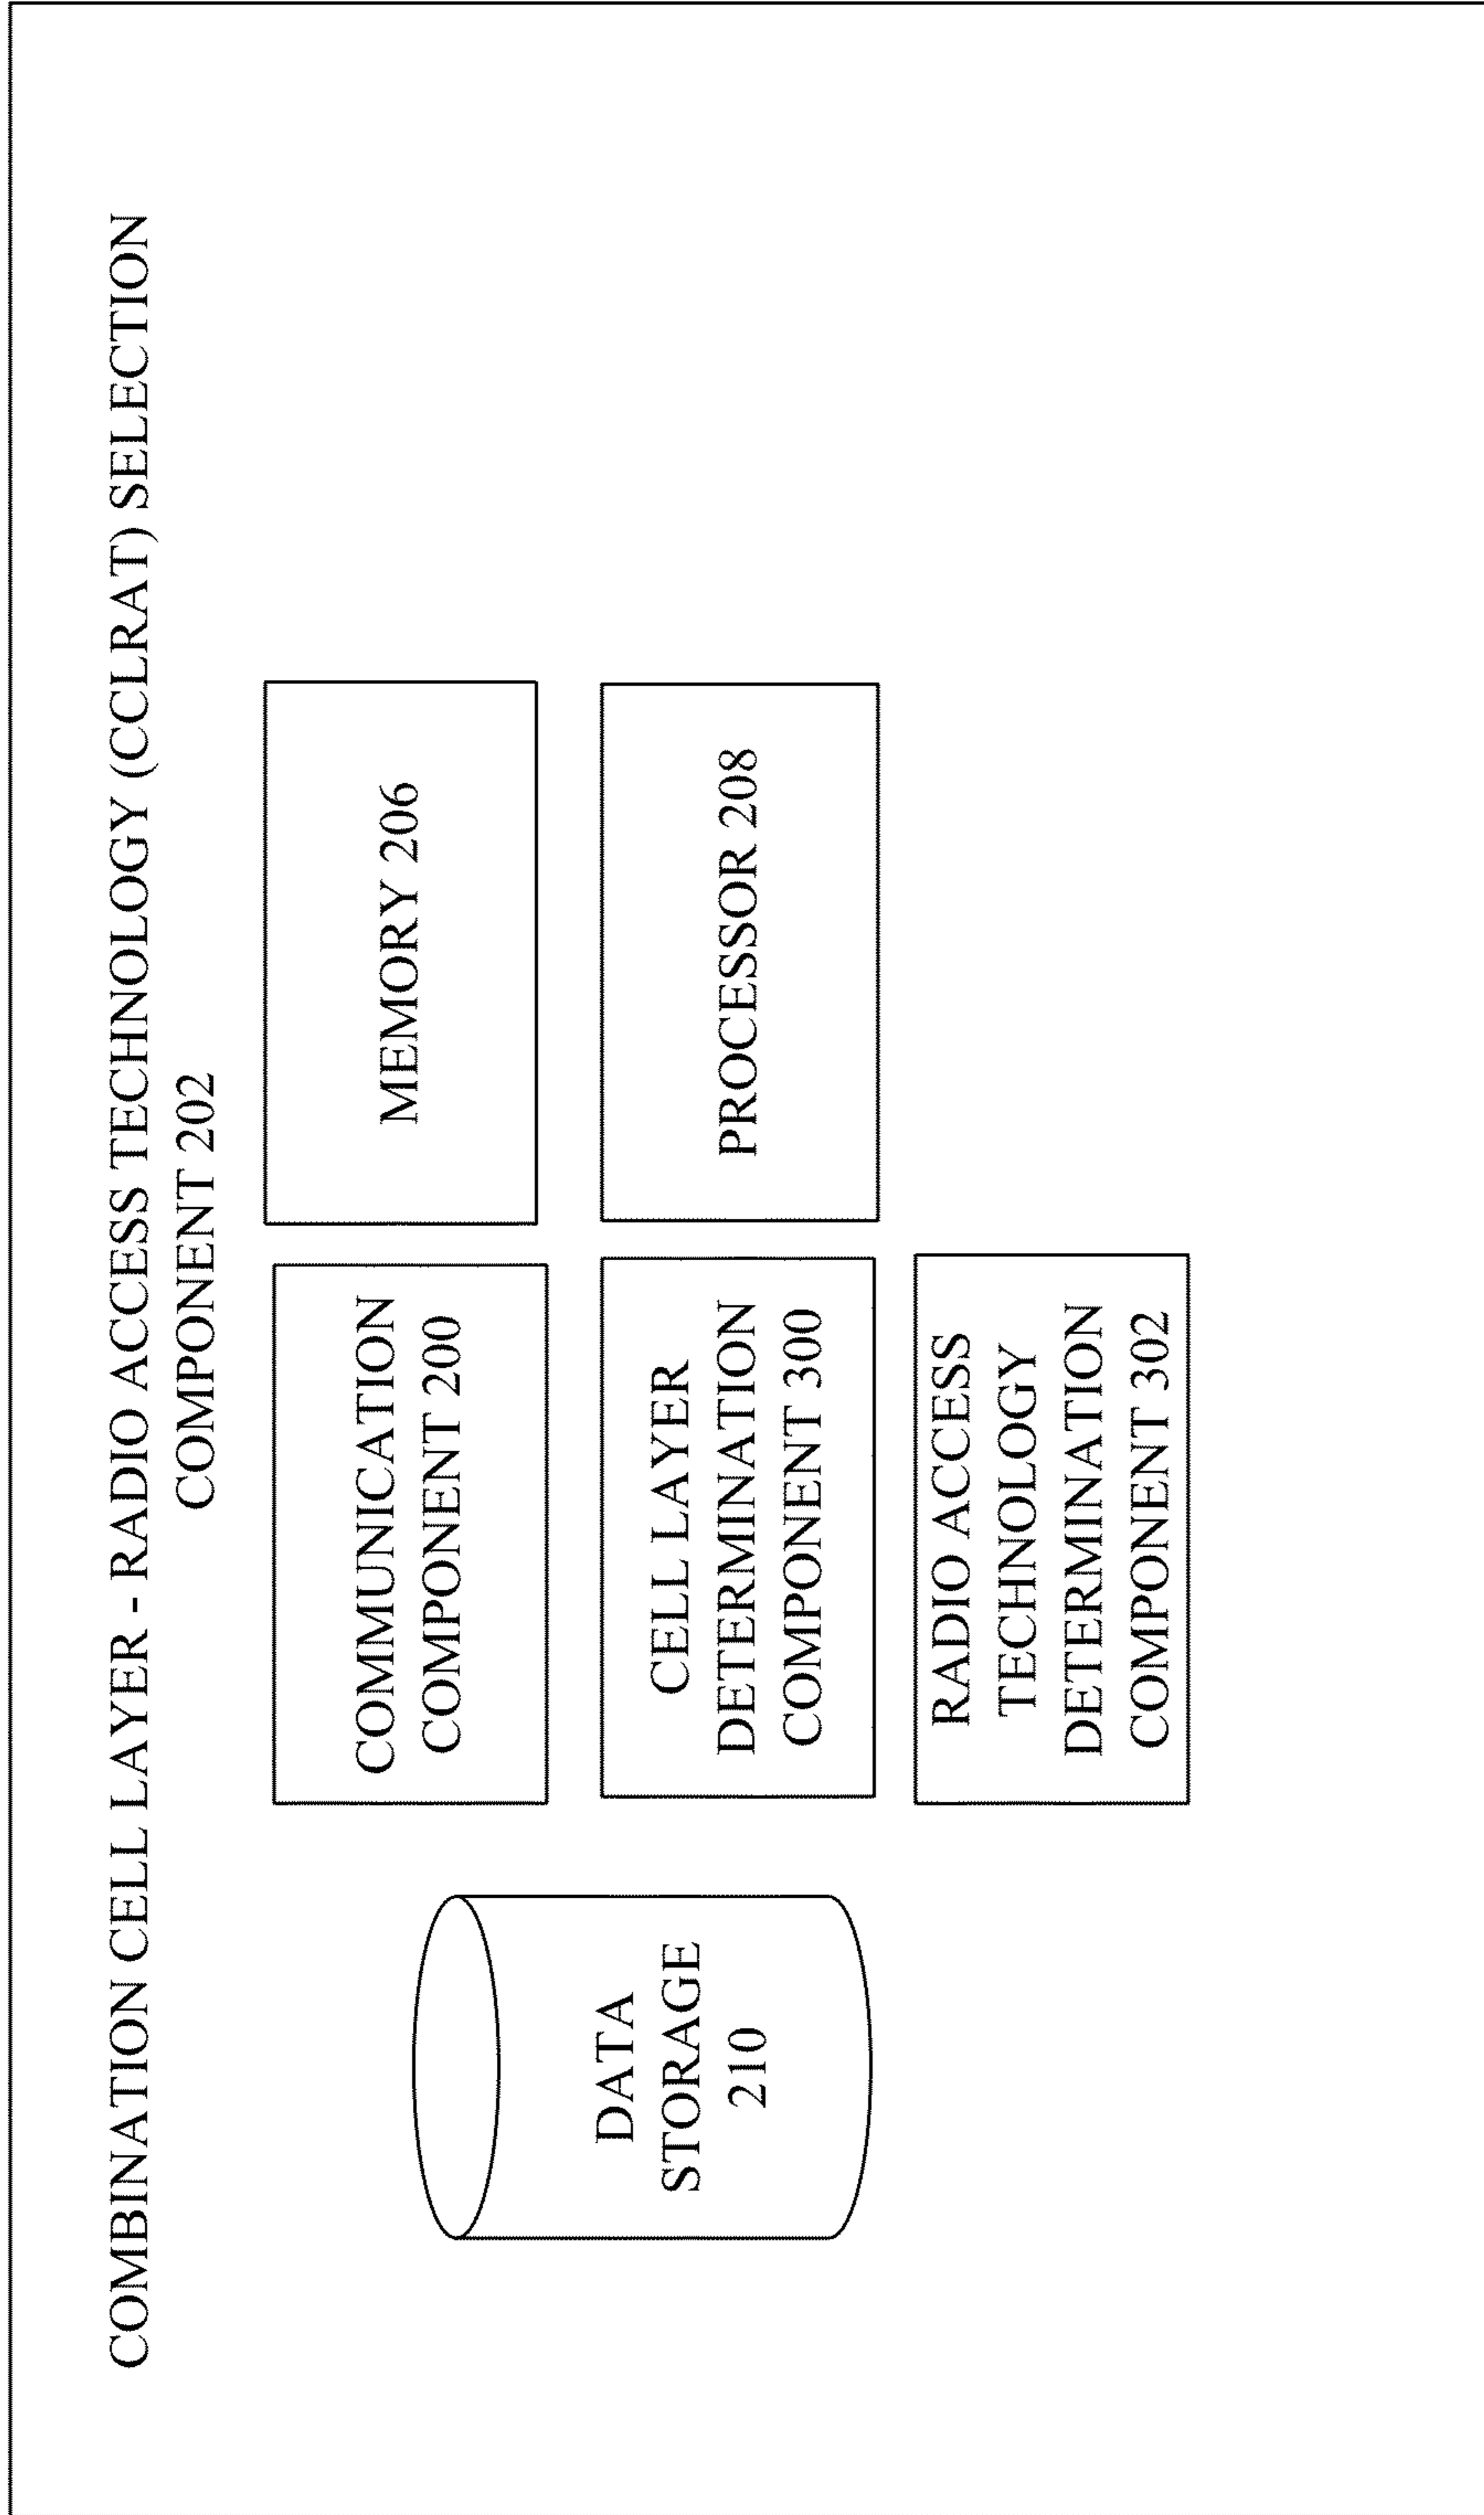 COMBINATION CELL LAYER - RADIO ACCESS TECHNOLOGY (CCLRAT) SELECTION
COMPONENT 202
DATA
STORAGE
210
COMMUNICATION
COMPONENT 200
MEMORY 206
CELL LAYER
DETERMINATION
COMPONENT 300
PROCESSOR 208
RADIO ACCESS
TECHNOLOGY
DETERMINATION
COMPONENT 302